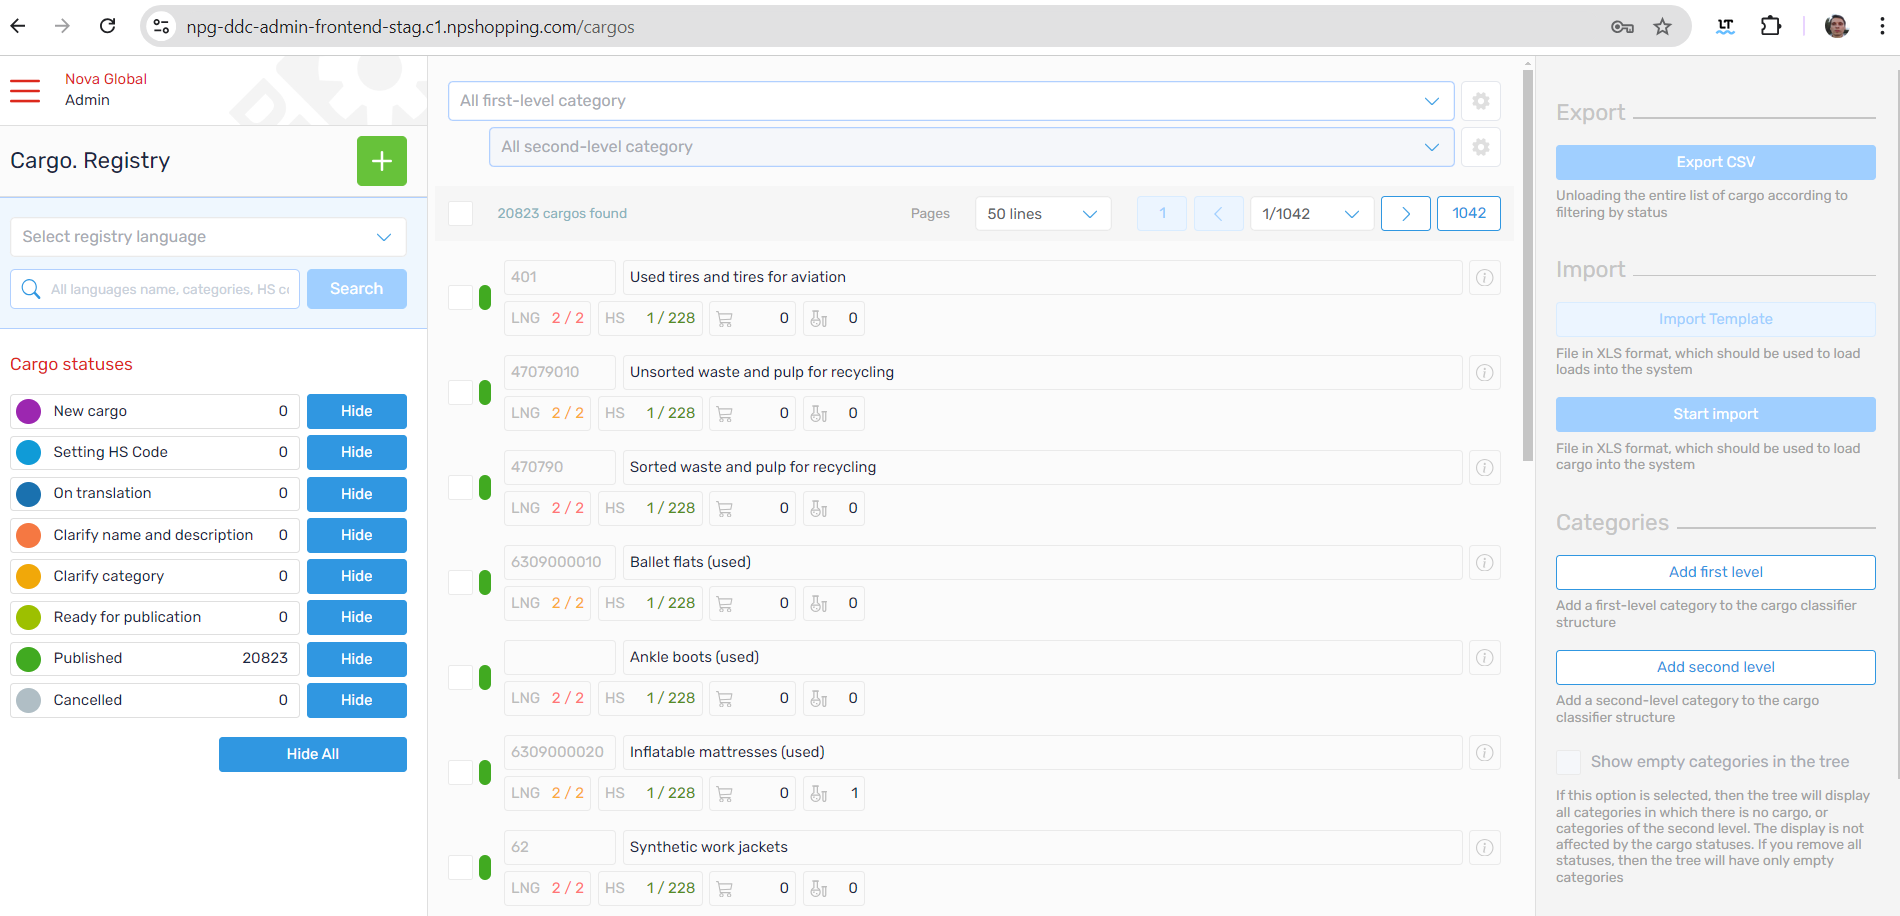 npg-ddc-admin-frontend-stag.c1.npshopping.com/cargos
Nova Global
Admin
Cargo. Registry
Select registry language
All languages name, categories, HS cc
Search
Cargo statuses
New cargo 0 Hide
Setting HS Code 0 Hide
On translation 0 Hide
Clarify name and description 0 Hide
Clarify category 0 Hide
Ready for publication 0 Hide
Published 20823 Hide
Cancelled 0 Hide
Hide All
All first-level category
All second-level category
20823 cargos found Pages 50 lines 1 1/1042 1042
401 Used tires and tires for aviation
LNG 2 / 2 HS 1 / 228 0 0
47079010 Unsorted waste and pulp for recycling
LNG 2 / 2 HS 1 / 228 0 0
470790 Sorted waste and pulp for recycling
LNG 2 / 2 HS 1 / 228 0 0
6309000010 Ballet flats (used)
LNG 2 / 2 HS 1 / 228 0 0
Ankle boots (used)
LNG 2 / 2 HS 1 / 228 0 0
6309000020 Inflatable mattresses (used)
LNG 2 / 2 HS 1 / 228 0 1
62 Synthetic work jackets
LNG 2 / 2 HS 1 / 228 0 0
Export
Export CSV
Unloading the entire list of cargo according to
filtering by status
Import
Import Template
File in XLS format, which should be used to load
loads into the system
Start import
File in XLS format, which should be used to load
cargo into the system
Categories
Add first level
Add a first-level category to the cargo classifier
structure
Add second level
Add a second-level category to the cargo
classifier structure
Show empty categories in the tree
If this option is selected, then the tree will display
all categories in which there is no cargo, or
categories of the second level. The display is not
affected by the cargo statuses. If you remove all
statuses, then the tree will have only empty
categories